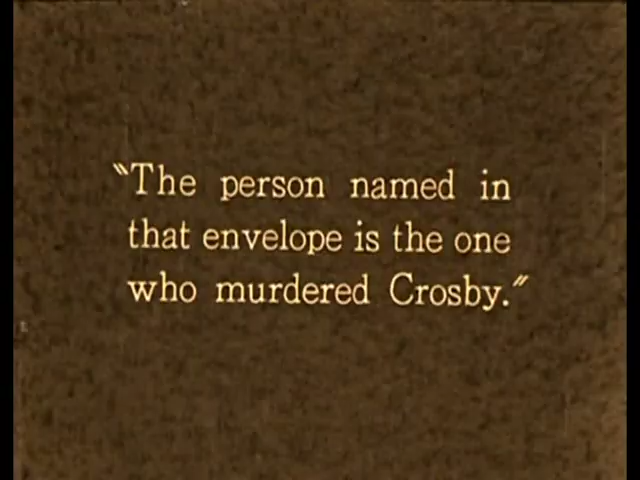 "The person named in
that envelope is the one
who murdered Crosby."